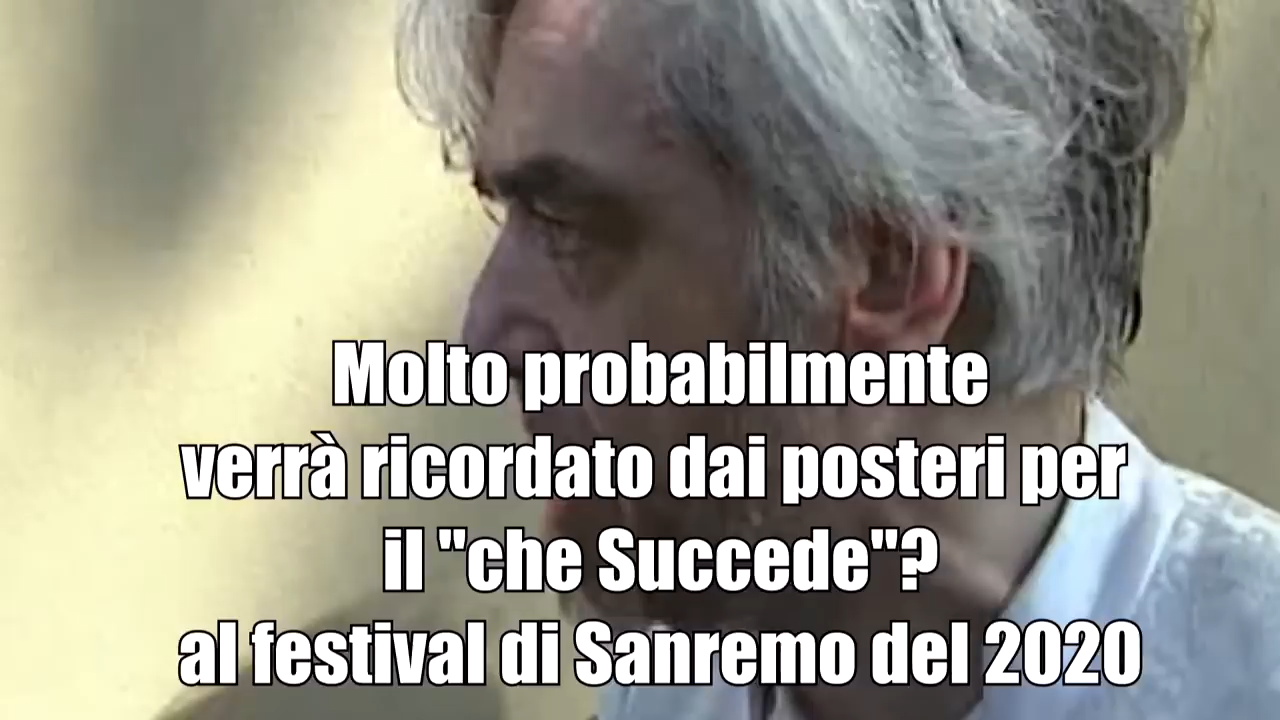 Molto probabilmente
verrà ricordato dai posteri per
il "che Succede"?
al festival di Sanremo del 2020